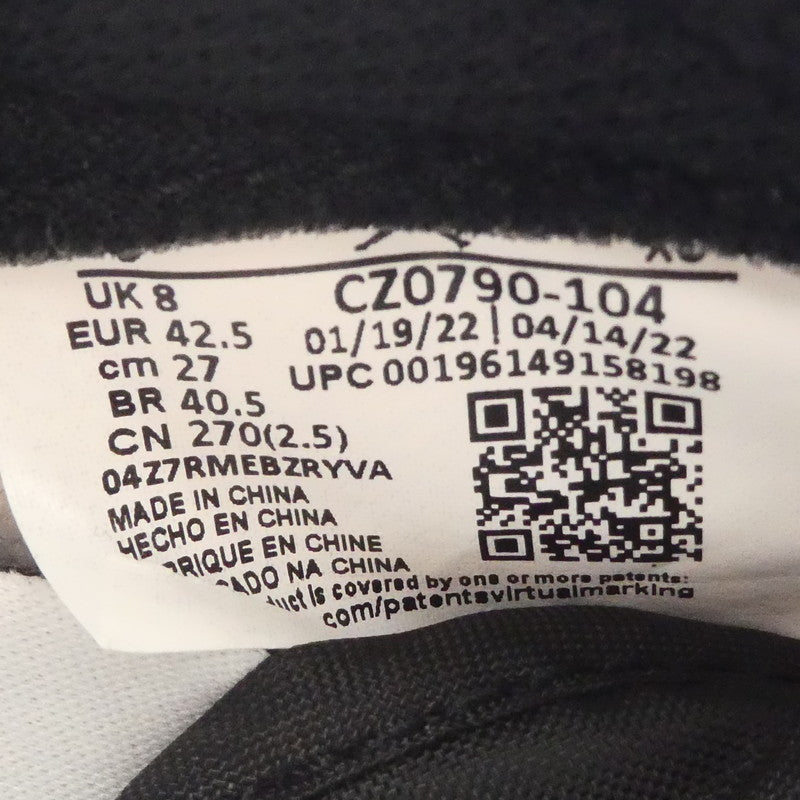 UK 8
EUR 42.5
cm 27
BR 40.5
CN 270(2.5)
04Z7RMEBZRYVA
MADE IN CHINA
HECHO EN CHINA
RIQUE EN CHINE
ADO NA CHINA
CZ0790-104
01/19/22 | 04/14/22
UPC 00196149158198
uct is covered by one or more patents:
com/patentsvirtualmarking